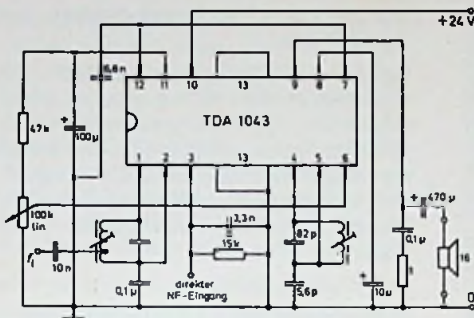 +24V
12 11 10 13 9 8 7
6,8n
TDA 1043
47k
+ 100µ
1 2 3 13 4 5 6
100k
lin
3,3n
82p
+ 470µ
15k
0,1µ
16
10n
0,1µ
direkter
NF-Eingang
5,6p
+ 10µ
1
0